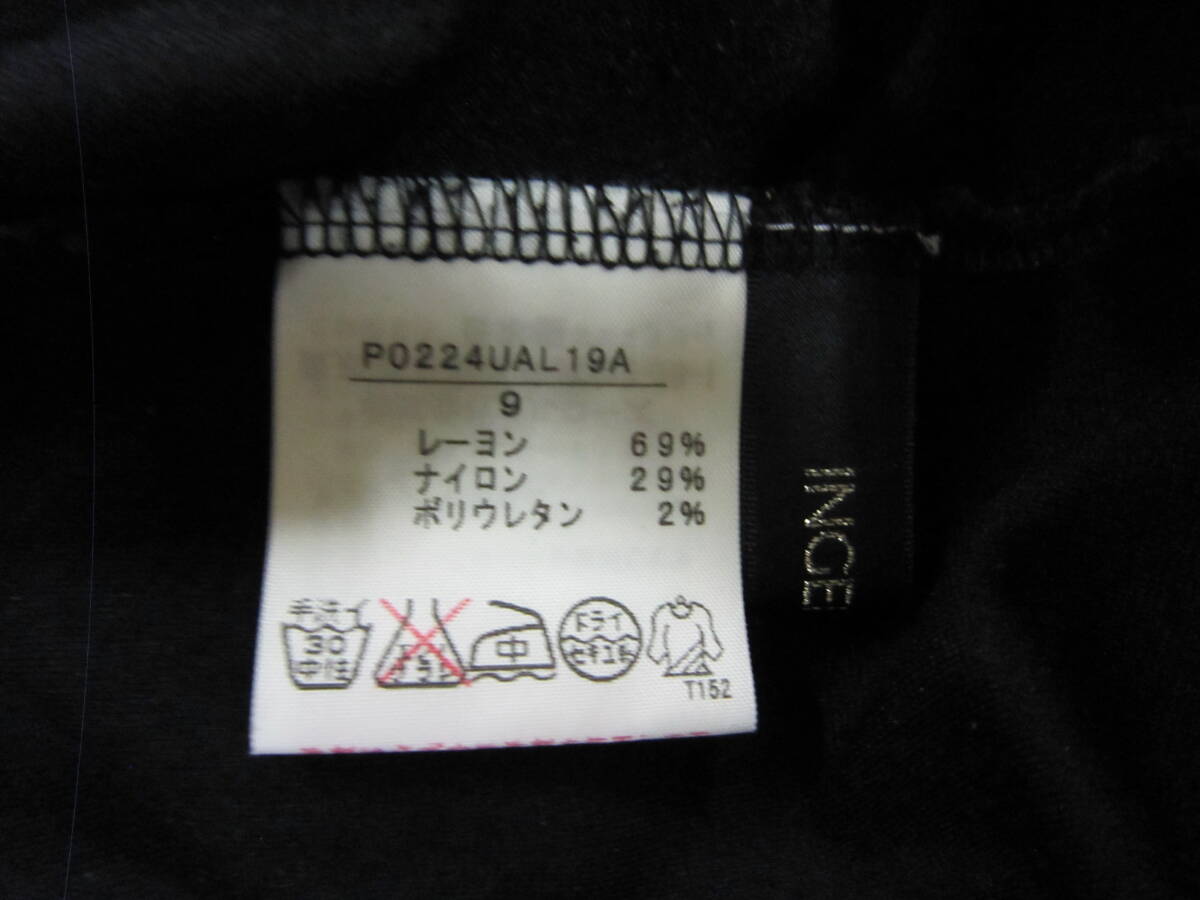 P0224UAL19A
9
レーヨン 69%
ナイロン 29%
ポリウレタン 2%
手洗イ
30
中性
中
ドライ
セキユ系
T152
INGE